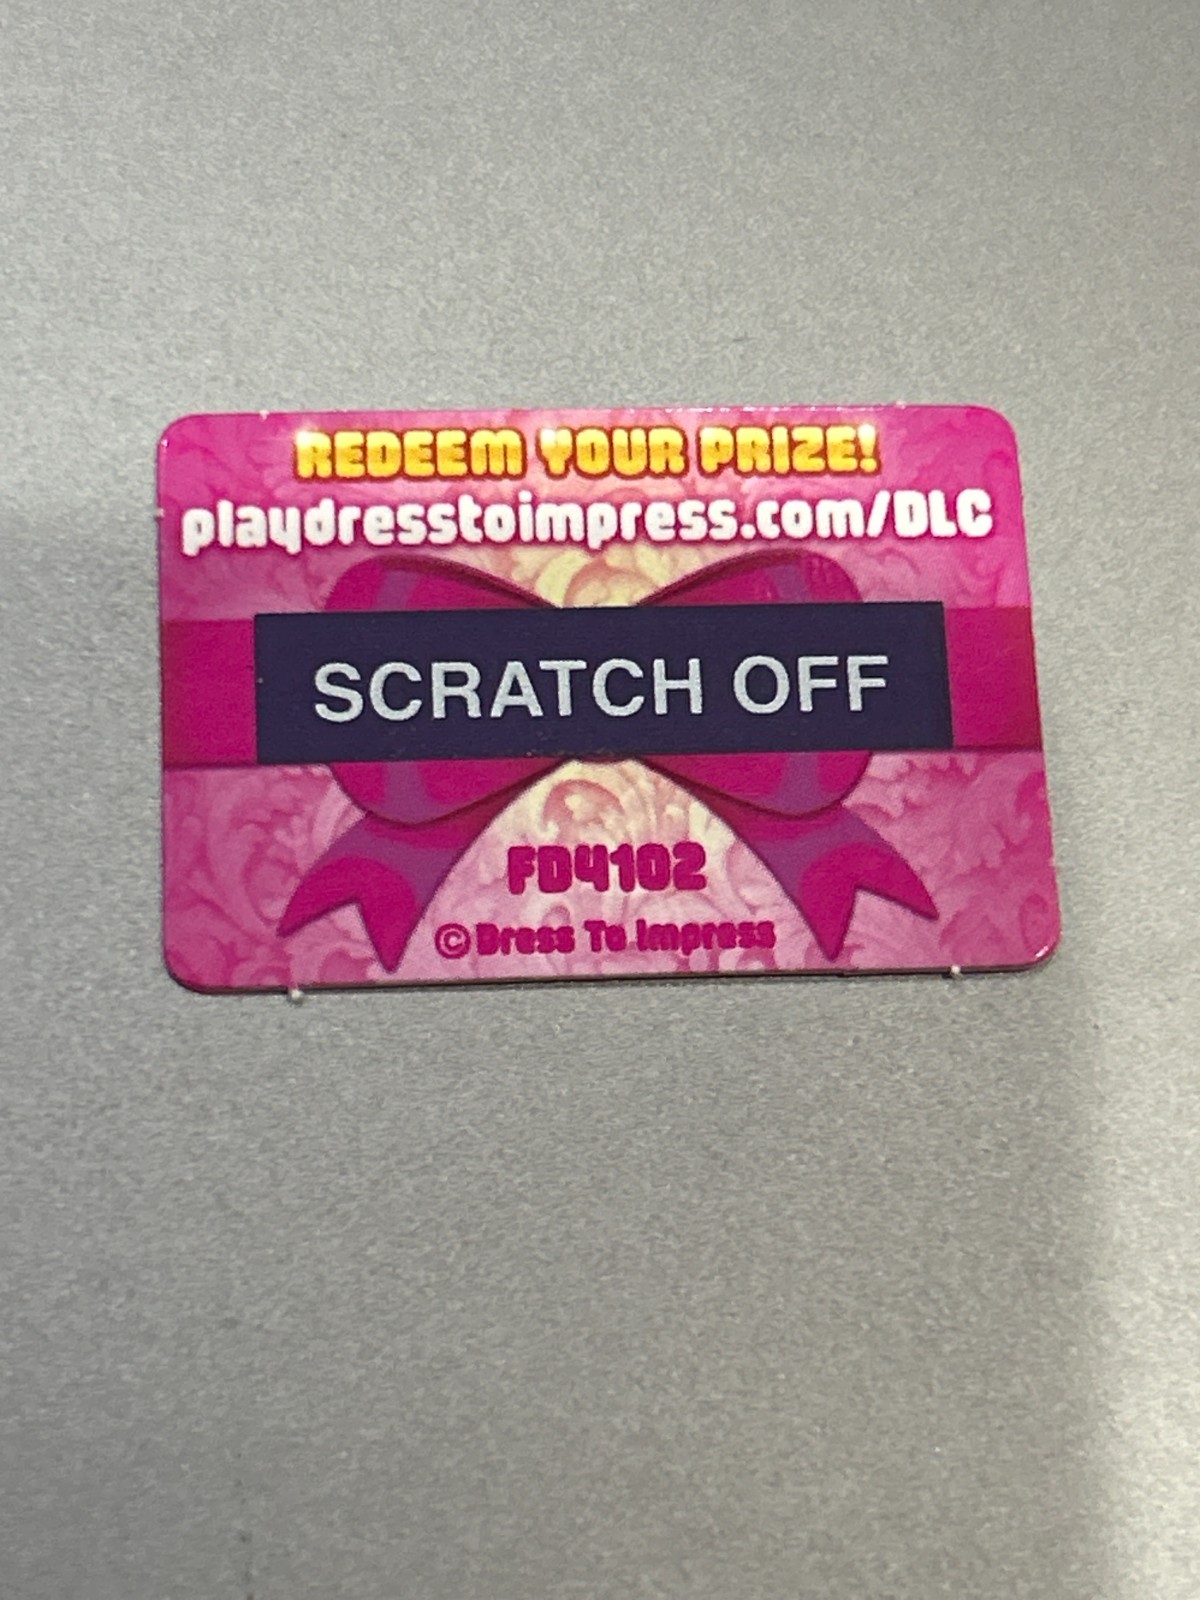 REDEEM YOUR PRIZE!
playdresstoimpress.com/DLC
SCRATCH OFF
FD4102
© Dress To Impress